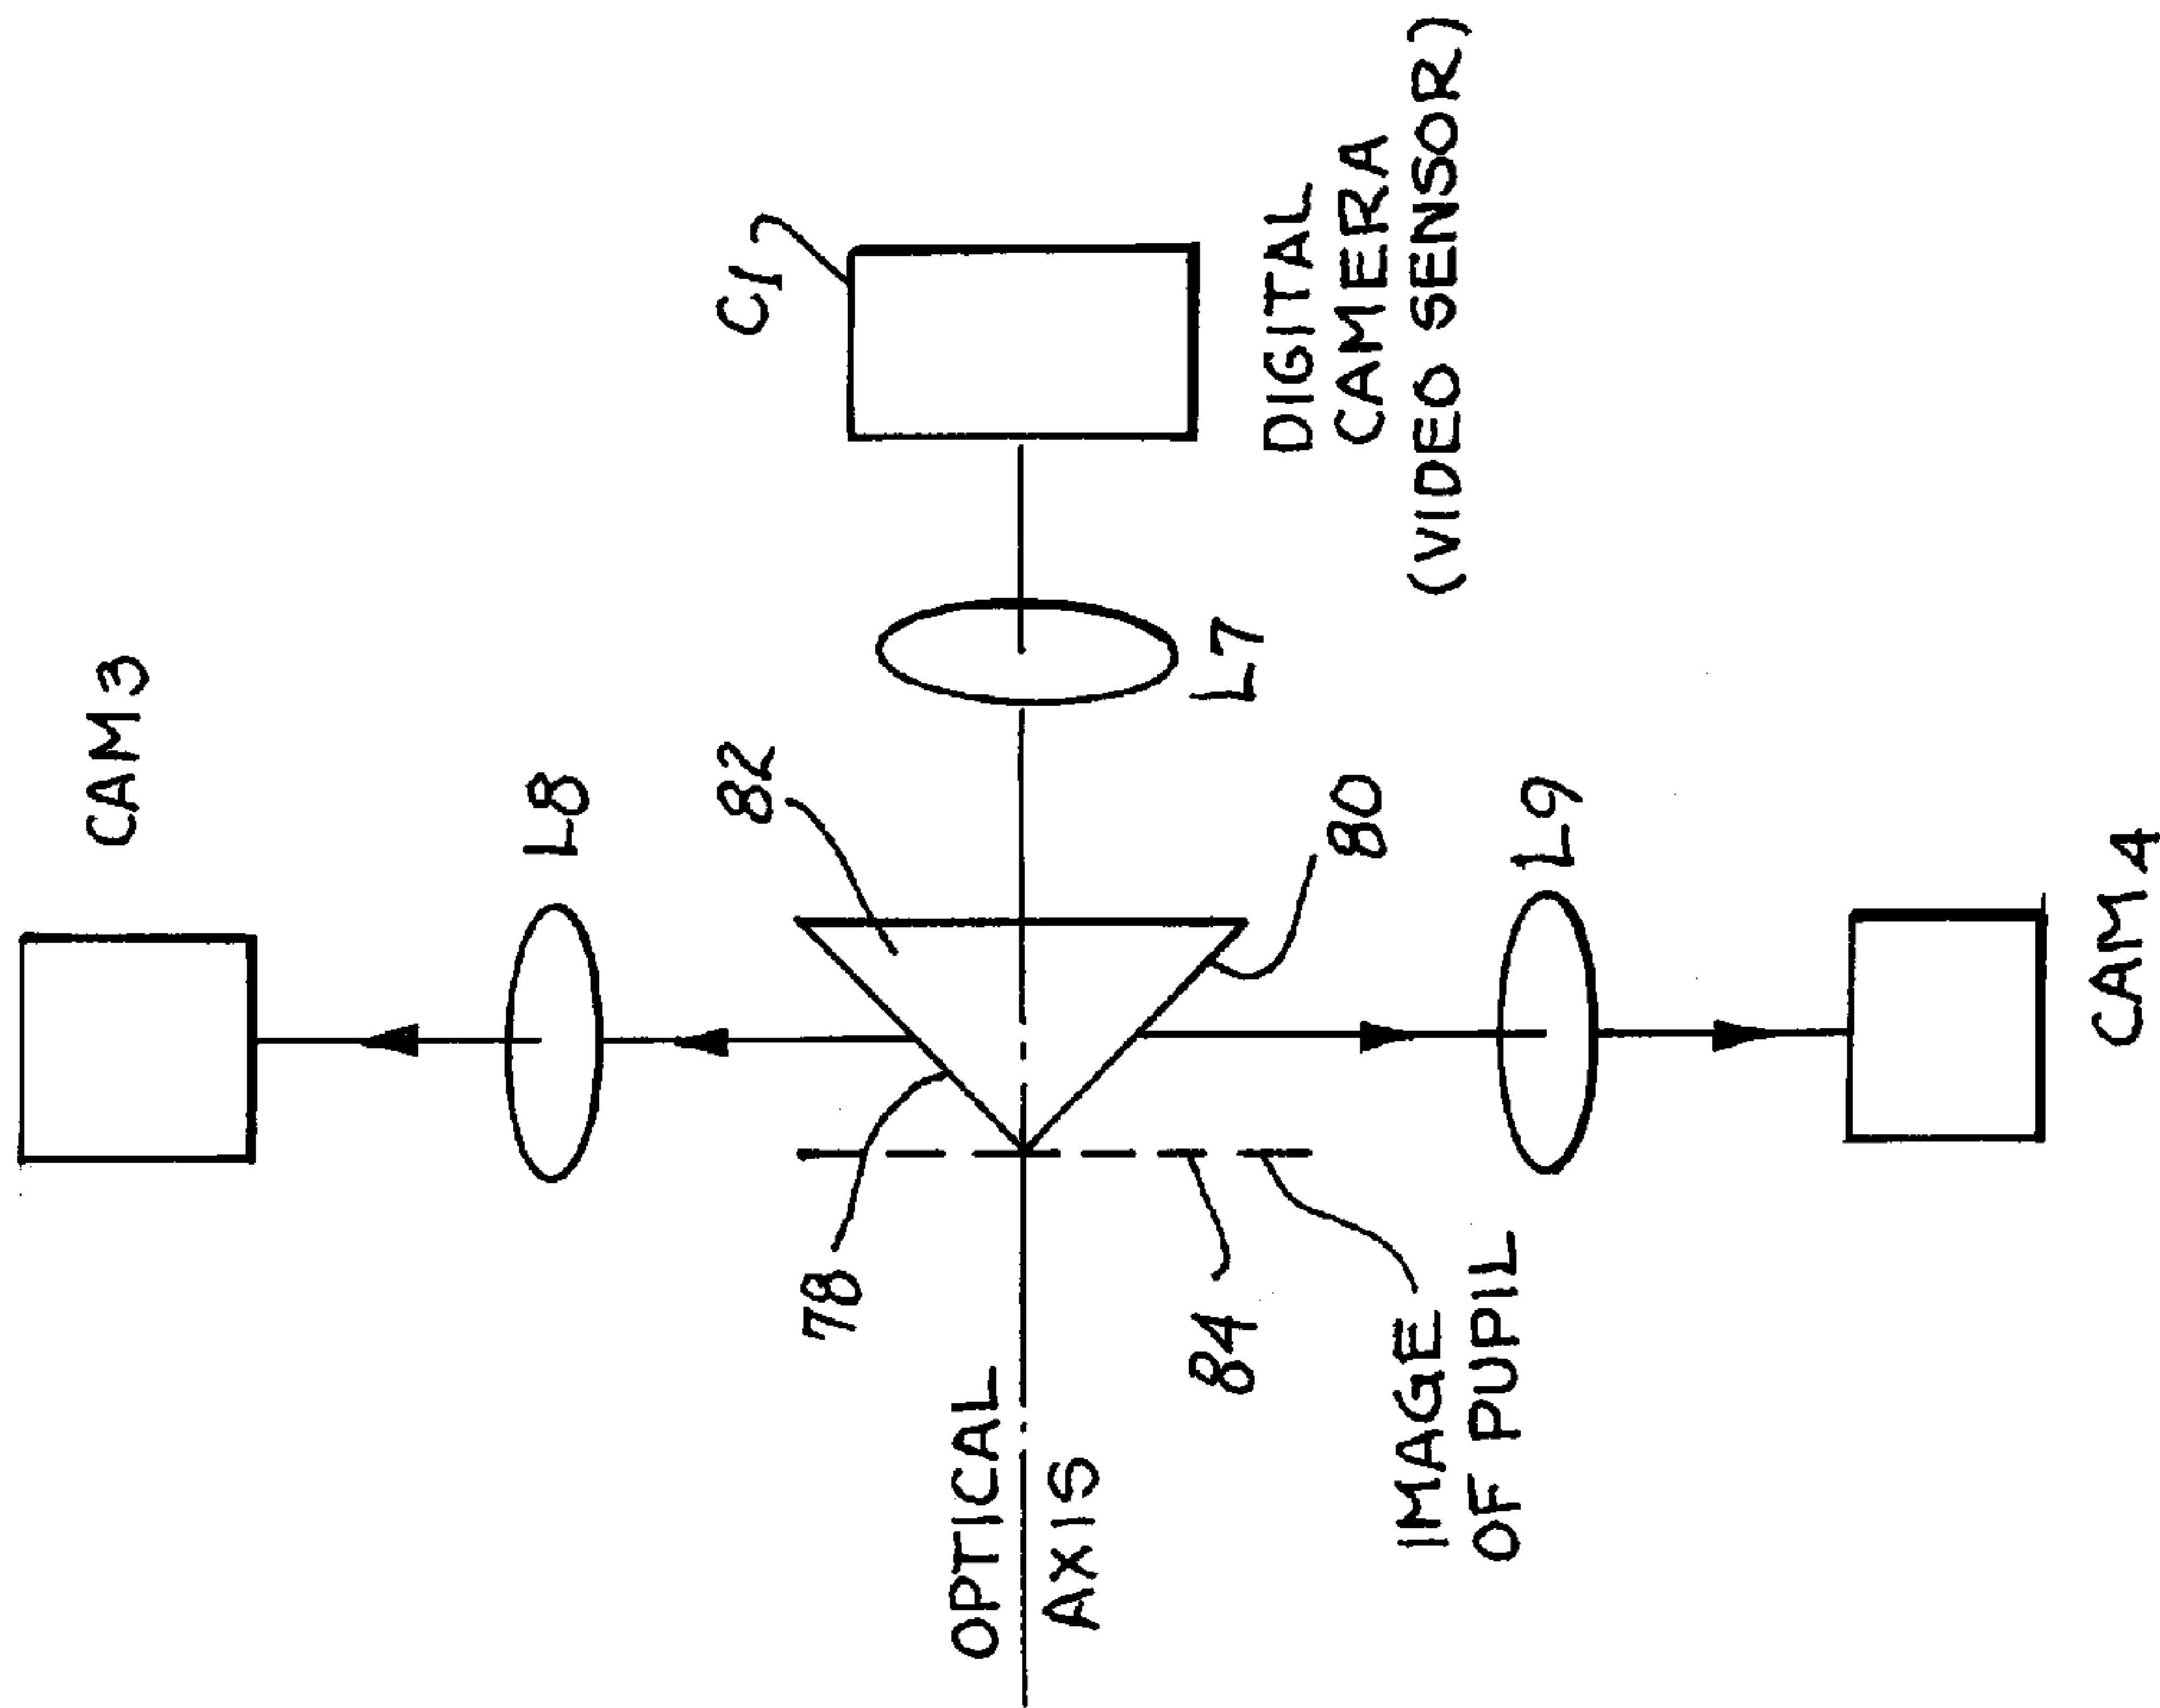 CAM3
L8
82
C1
78
OPTICAL
AXIS
84
IMAGE
OF PUPIL
80
L7
DIGITAL
CAMERA
(VIDEO SENSOR)
L9
CAM4